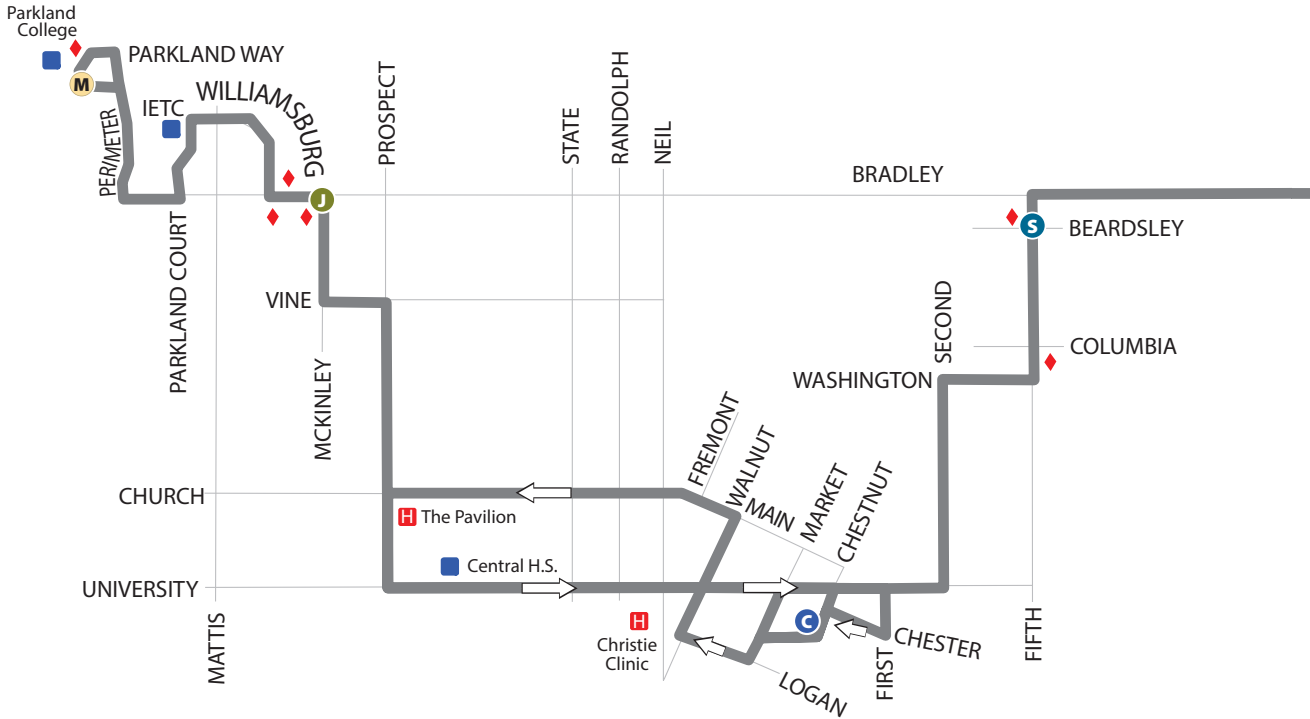 Parkland
College
PARKLAND WAY
M
WILLIAMSBURG
IETC
PERIMETER
PROSPECT
STATE
RANDOLPH
NEIL
BRADLEY
J
S
BEARDSLEY
PARKLAND COURT
VINE
MCKINLEY
SECOND
COLUMBIA
WASHINGTON
FREMONT
WALNUT
MAIN
MARKET
CHESTNUT
CHURCH
H The Pavilion
Central H.S.
UNIVERSITY
MATTIS
H
Christie
Clinic
C
CHESTER
LOGAN
FIRST
FIFTH